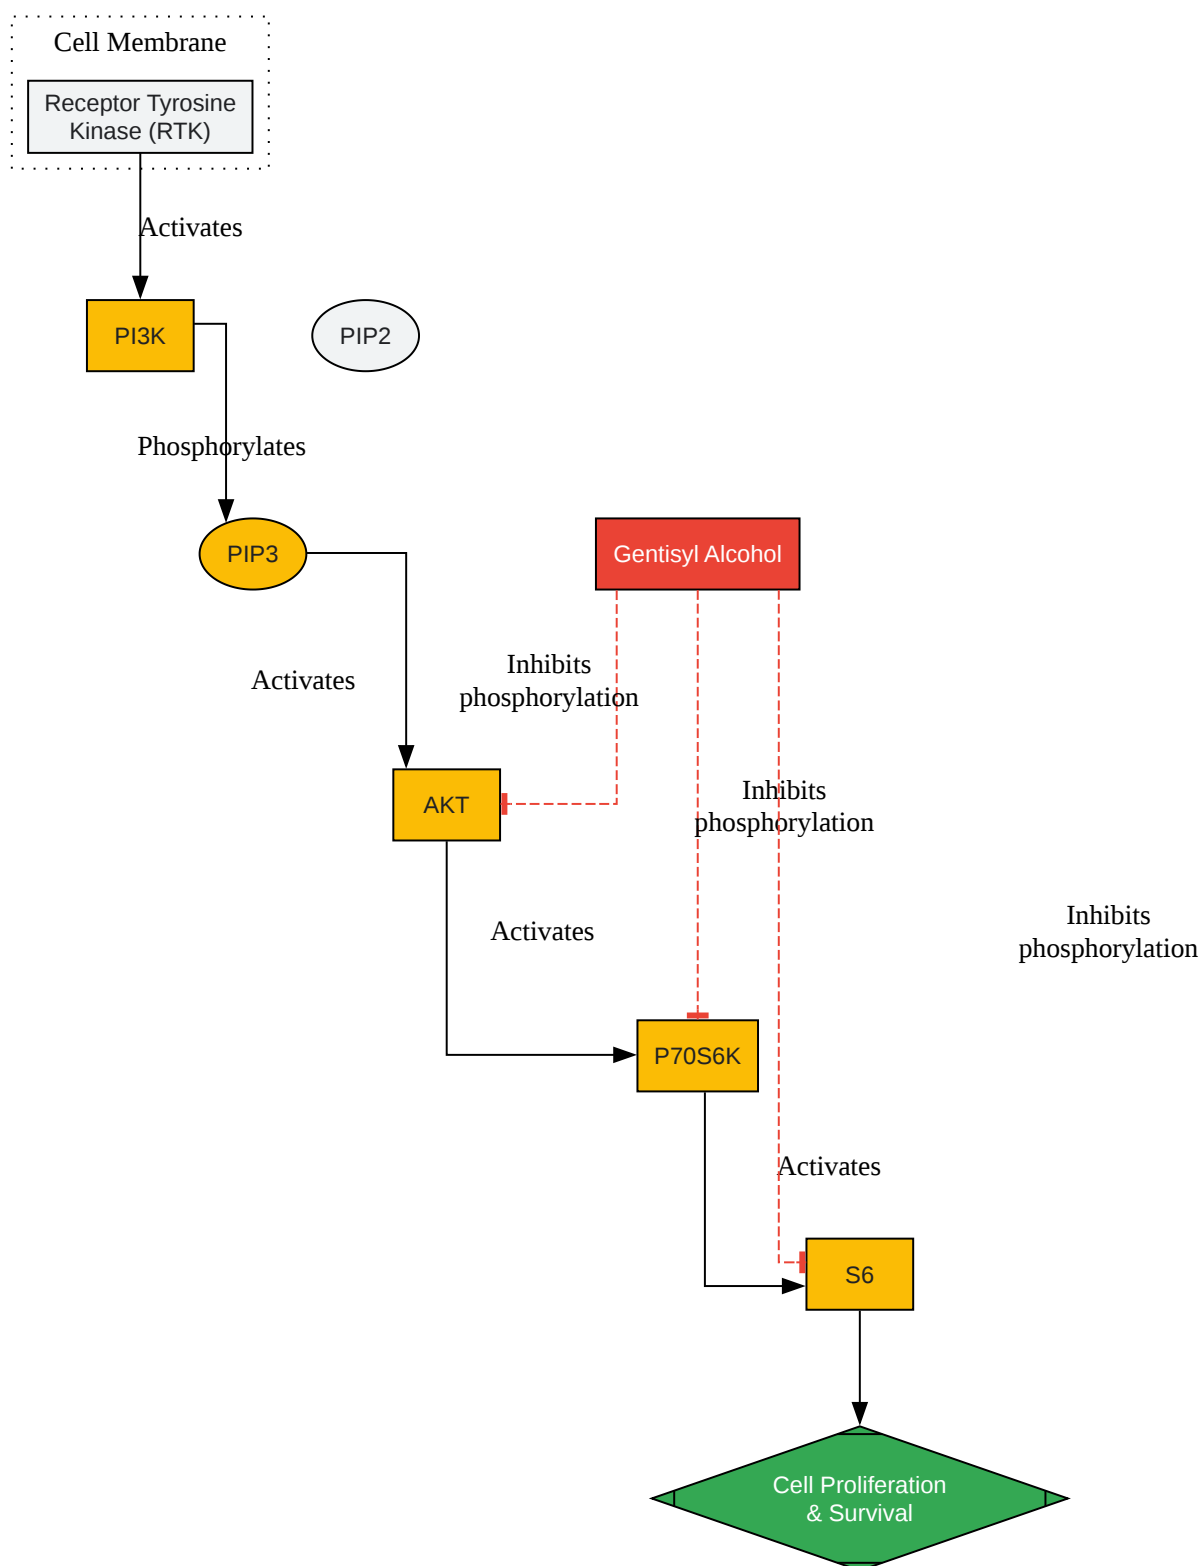 Cell Membrane
Receptor Tyrosine
Kinase (RTK)
Activates
PI3K
PIP2
Phosphorylates
PIP3
Gentisyl Alcohol
Activates
Inhibits
phosphorylation
AKT
Inhibits
phosphorylation
Activates
Inhibits
phosphorylation
P70S6K
Activates
S6
Cell Proliferation
& Survival